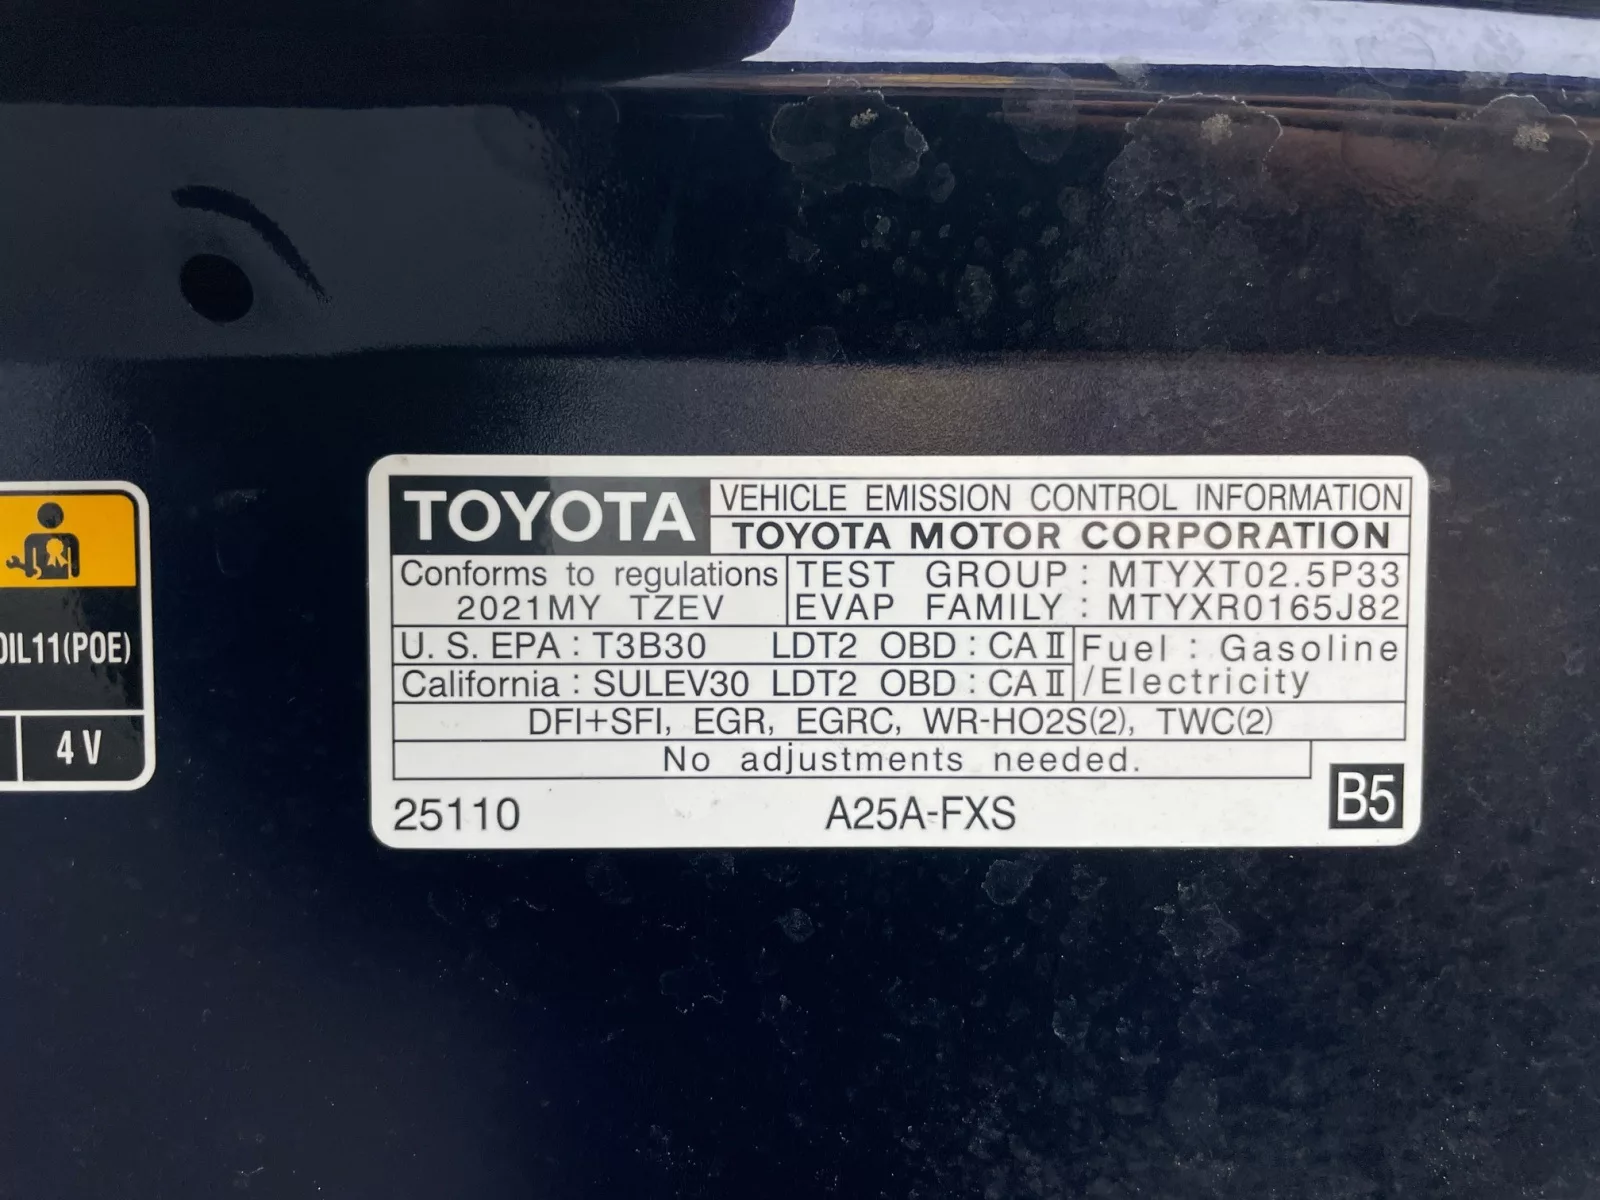 TOYOTA
VEHICLE EMISSION CONTROL INFORMATION
TOYOTA MOTOR CORPORATION
Conforms to regulations
2021MY TZEV
TEST GROUP : MTYXT02.5P33
EVAP FAMILY : MTYXR0165J82
U. S. EPA : T3B30 LDT2 OBD : CA II
California : SULEV30 LDT2 OBD : CA II
Fuel : Gasoline
/Electricity
DFI+SFI, EGR, EGRC, WR-HO2S(2), TWC(2)
No adjustments needed.
25110
A25A-FXS
B5
OIL11(POE)
4 V